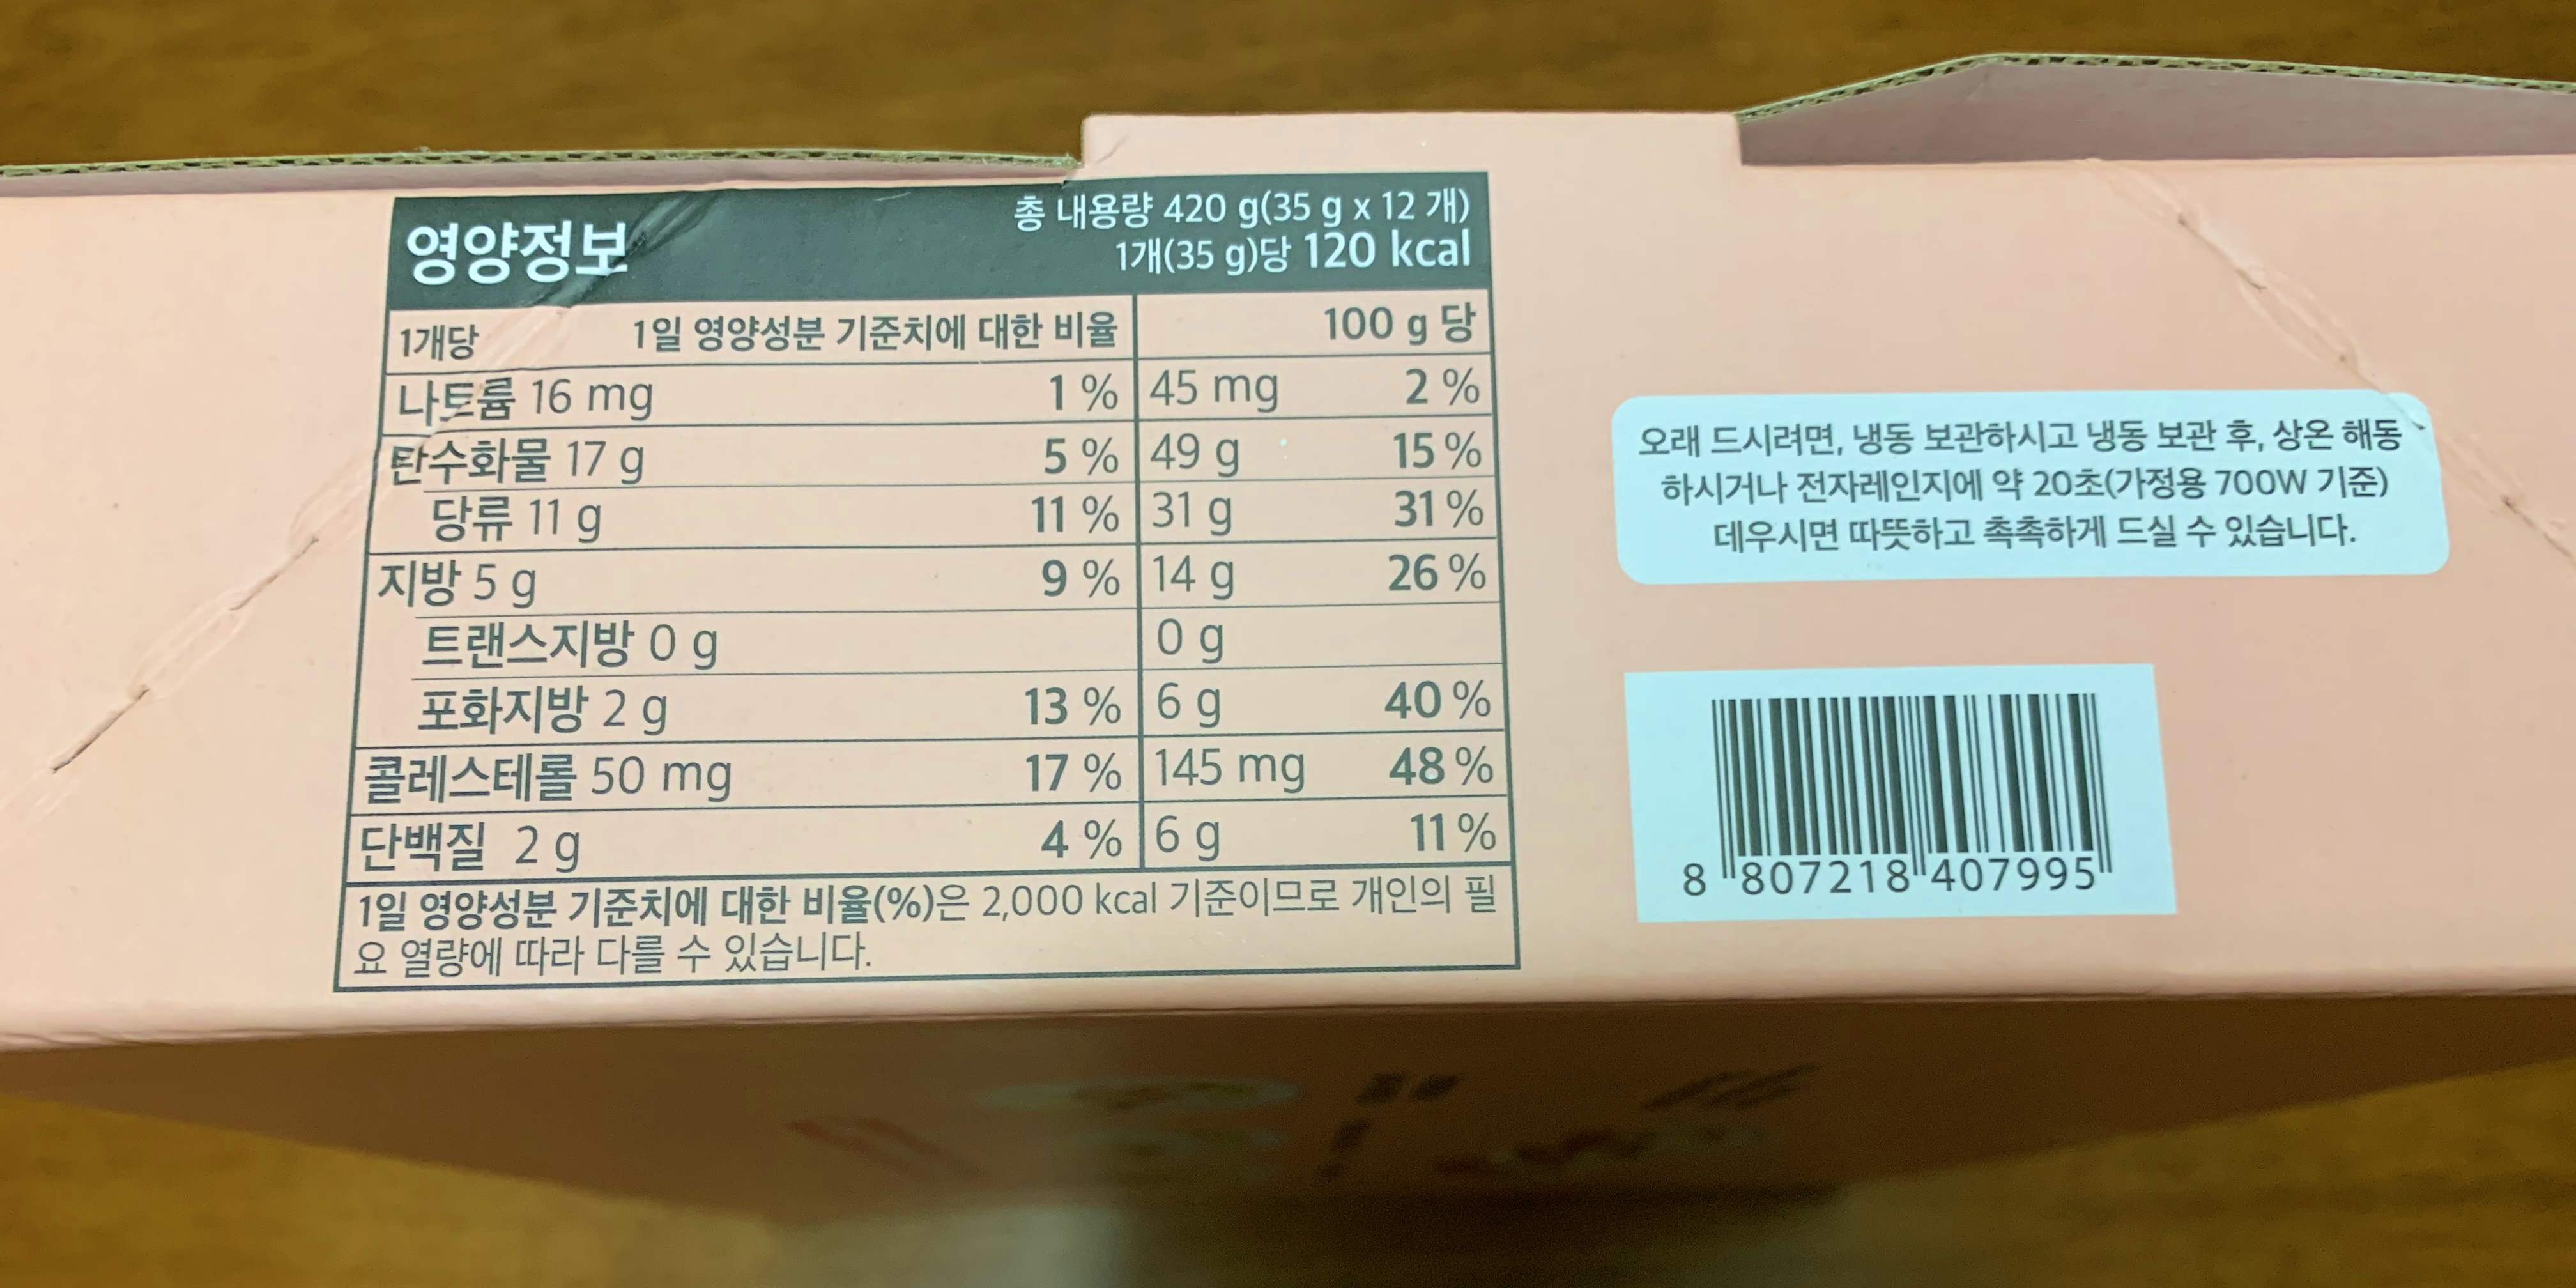 영양정보
총 내용량 420 g(35 g x 12 개)
1개(35 g)당 120 kcal
1개당 1일 영양성분 기준치에 대한 비율 100 g 당
나트륨 16 mg 1 % 45 mg 2 %
탄수화물 17 g 5 % 49 g 15 %
당류 11 g 11 % 31 g 31 %
지방 5 g 9 % 14 g 26 %
트랜스지방 0 g 0 g
포화지방 2 g 13 % 6 g 40 %
콜레스테롤 50 mg 17 % 145 mg 48 %
단백질 2 g 4 % 6 g 11 %
1일 영양성분 기준치에 대한 비율(%)은 2,000 kcal 기준이므로 개인의 필
요 열량에 따라 다를 수 있습니다.
오래 드시려면, 냉동 보관하시고 냉동 보관 후, 상온 해동
하시거나 전자레인지에 약 20초(가정용 700W 기준)
데우시면 따뜻하고 촉촉하게 드실 수 있습니다.
8 807218 407995